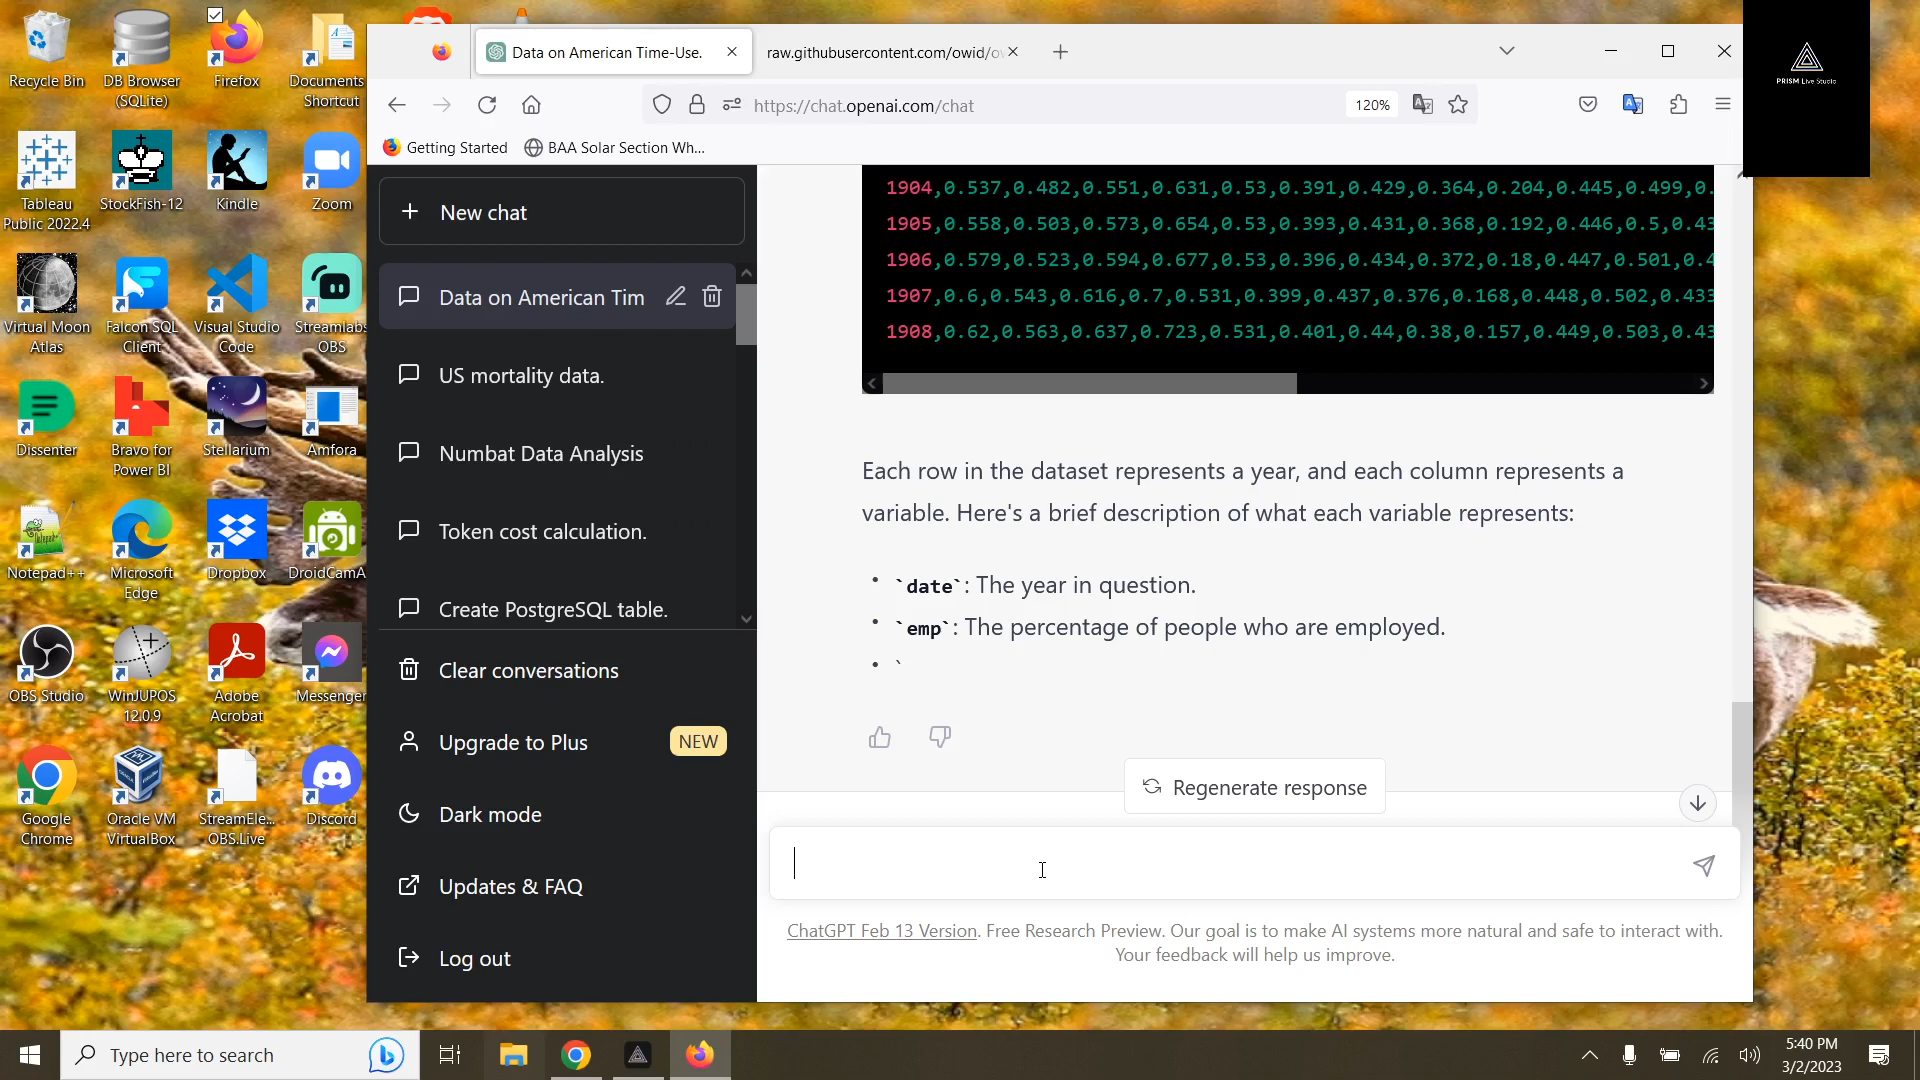 Recycle Bin
DB Browser
(SQLite)
Firefox
Documents
Shortcut
Tableau
Public 2022.4
StockFish-12
Kindle
Zoom
Virtual Moon
Atlas
Falcon SQL
Client
Visual Studio
Code
Streamlabs
OBS
Dissenter
Bravo for
Power BI
Stellarium
Amfora
Notepad++
Microsoft
Edge
Dropbox
DroidCamA
OBS Studio
WinJUPOS
12.0.9
Adobe
Acrobat
Messenger
Google
Chrome
Oracle VM
VirtualBox
StreamEle...
OBS.Live
Discord
Data on American Time-Use.
raw.githubusercontent.com/owid/ow
https://chat.openai.com/chat
120%
Getting Started
BAA Solar Section Wh...
New chat
Data on American Tim
US mortality data.
Numbat Data Analysis
Token cost calculation.
Create PostgreSQL table.
Clear conversations
Upgrade to Plus
NEW
Dark mode
Updates & FAQ
Log out
1904,0.537,0.482,0.551,0.631,0.53,0.391,0.429,0.364,0.204,0.445,0.499,0.
1905,0.558,0.503,0.573,0.654,0.53,0.393,0.431,0.368,0.192,0.446,0.5,0.43
1906,0.579,0.523,0.594,0.677,0.53,0.396,0.434,0.372,0.18,0.447,0.501,0.4
1907,0.6,0.543,0.616,0.7,0.531,0.399,0.437,0.376,0.168,0.448,0.502,0.433
1908,0.62,0.563,0.637,0.723,0.531,0.401,0.44,0.38,0.157,0.449,0.503,0.43
Each row in the dataset represents a year, and each column represents a
variable. Here's a brief description of what each variable represents:
• `date`: The year in question.
• `emp`: The percentage of people who are employed.
• `
Regenerate response
ChatGPT Feb 13 Version. Free Research Preview. Our goal is to make AI systems more natural and safe to interact with.
Your feedback will help us improve.
PRISM Live Studio
Type here to search
5:40 PM
3/2/2023